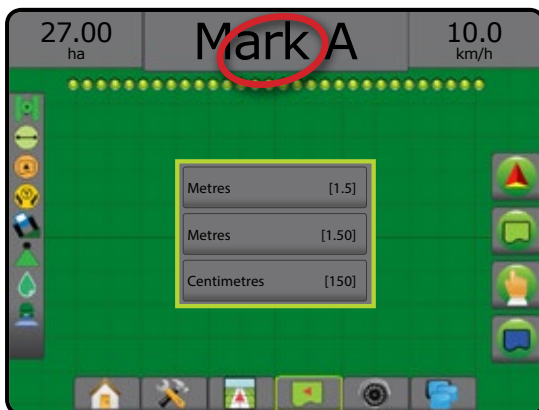 27.00
ha
Mark A
10.0
km/h
Metres [1.5]
Metres [1.50]
Centimetres [150]